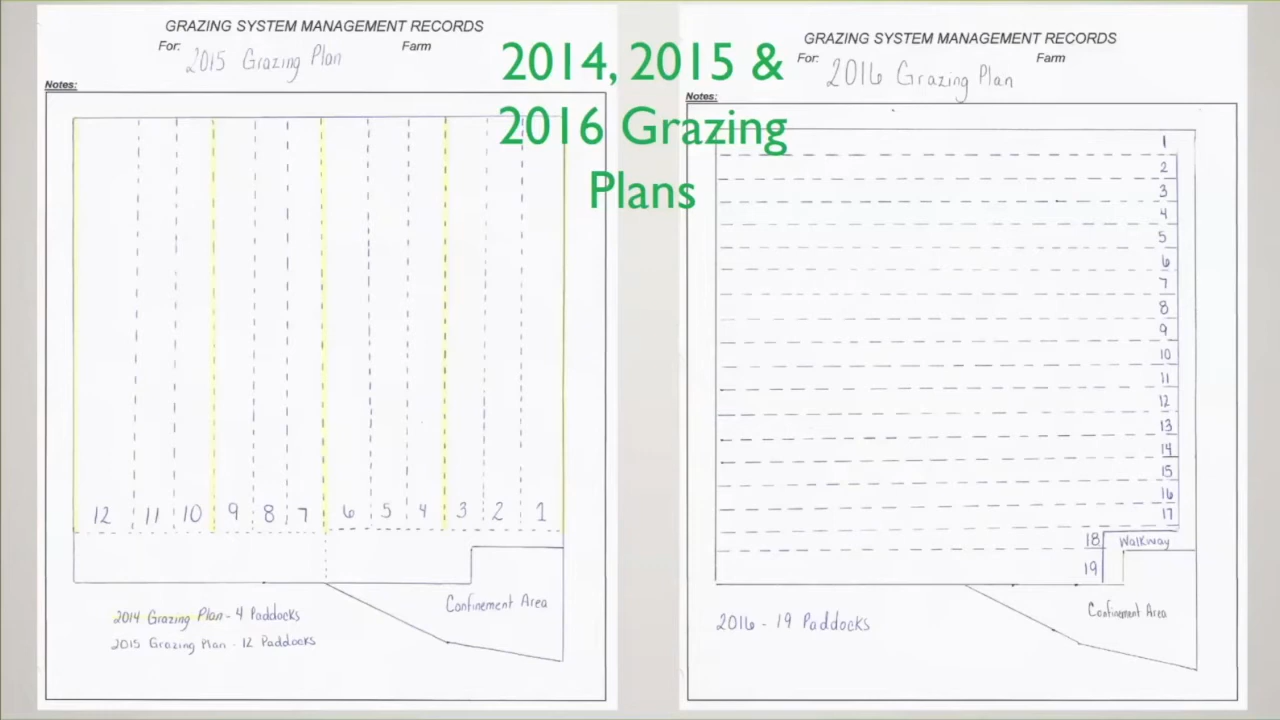 2014, 2015 &
2016 Grazing
Plans
GRAZING SYSTEM MANAGEMENT RECORDS
For: 2015 Grazing Plan Farm
Notes:
12 11 10 9 8 7 6 5 4 3 2 1
Confinement Area
2014 Grazing Plan - 4 Paddocks
2015 Grazing Plan - 12 Paddocks
GRAZING SYSTEM MANAGEMENT RECORDS
For: 2016 Grazing Plan Farm
Notes:
1
2
3
4
5
6
7
8
9
10
11
12
13
14
15
16
17
18 Walkway
19
Confinement Area
2016 - 19 Paddocks